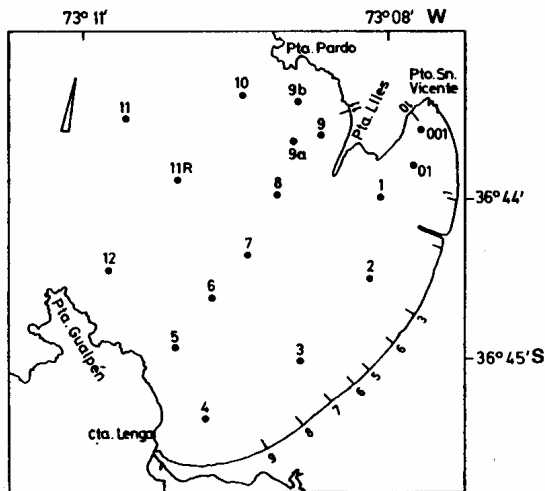 73° 11'
73° 08' W
Pta. Pardo
Pto. Sn.
Vicente
Pta. Liles
10
9b
11
9
9a
01
001
01
11R
8
1
36° 44'
7
12
2
6
Pta. Gualpén
5
3
3
6
5
6
7
8
9
36° 45' S
4
Cta. Lenga